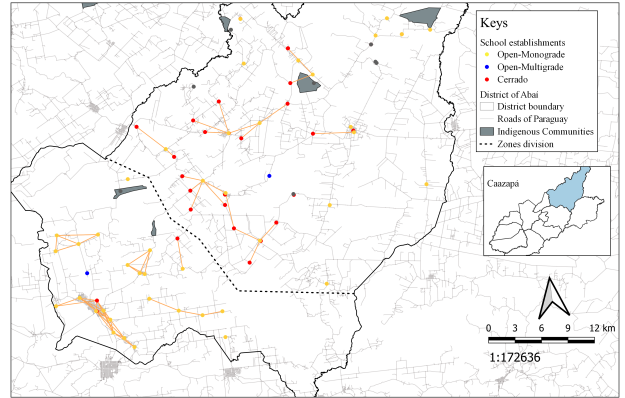 Keys
School establishments
Open-Monograde
Open-Multigrade
Cerrado
District of Abaí
District boundary
Roads of Paraguay
Indigenous Communities
Zones division
Caazapá
0 3 6 9 12 km
1:172636